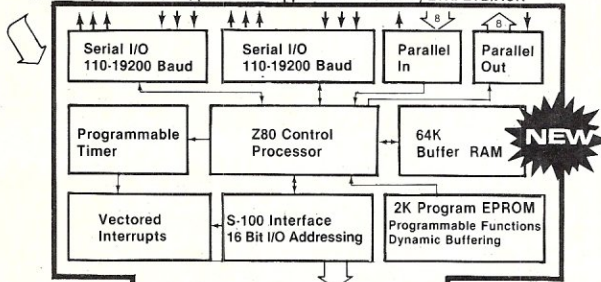 8
8
Serial I/O
110-19200 Baud
Serial I/O
110-19200 Baud
Parallel
In
Parallel
Out
Programmable
Timer
Z80 Control
Processor
64K
Buffer RAM
NEW
Vectored
Interrupts
S-100 Interface
16 Bit I/O Addressing
2K Program EPROM
Programmable Functions
Dynamic Buffering